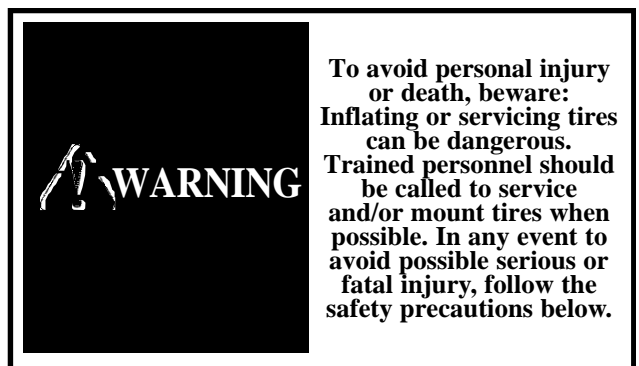 WARNING
To avoid personal injury
or death, beware:
Inflating or servicing tires
can be dangerous.
Trained personnel should
be called to service
and/or mount tires when
possible. In any event to
avoid possible serious or
fatal injury, follow the
safety precautions below.